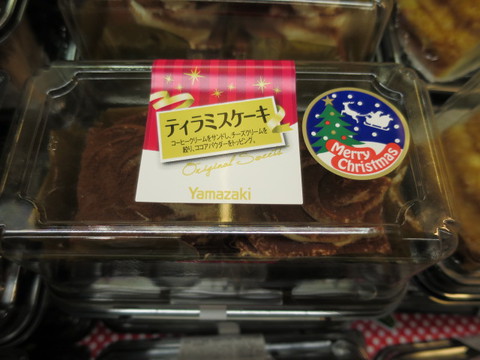 ティラミスケーキ
コーヒークリームをサンドし、チーズクリームを
絞り、ココアパウダーをトッピング。
Original Sweets
Yamazaki
Merry
Christmas